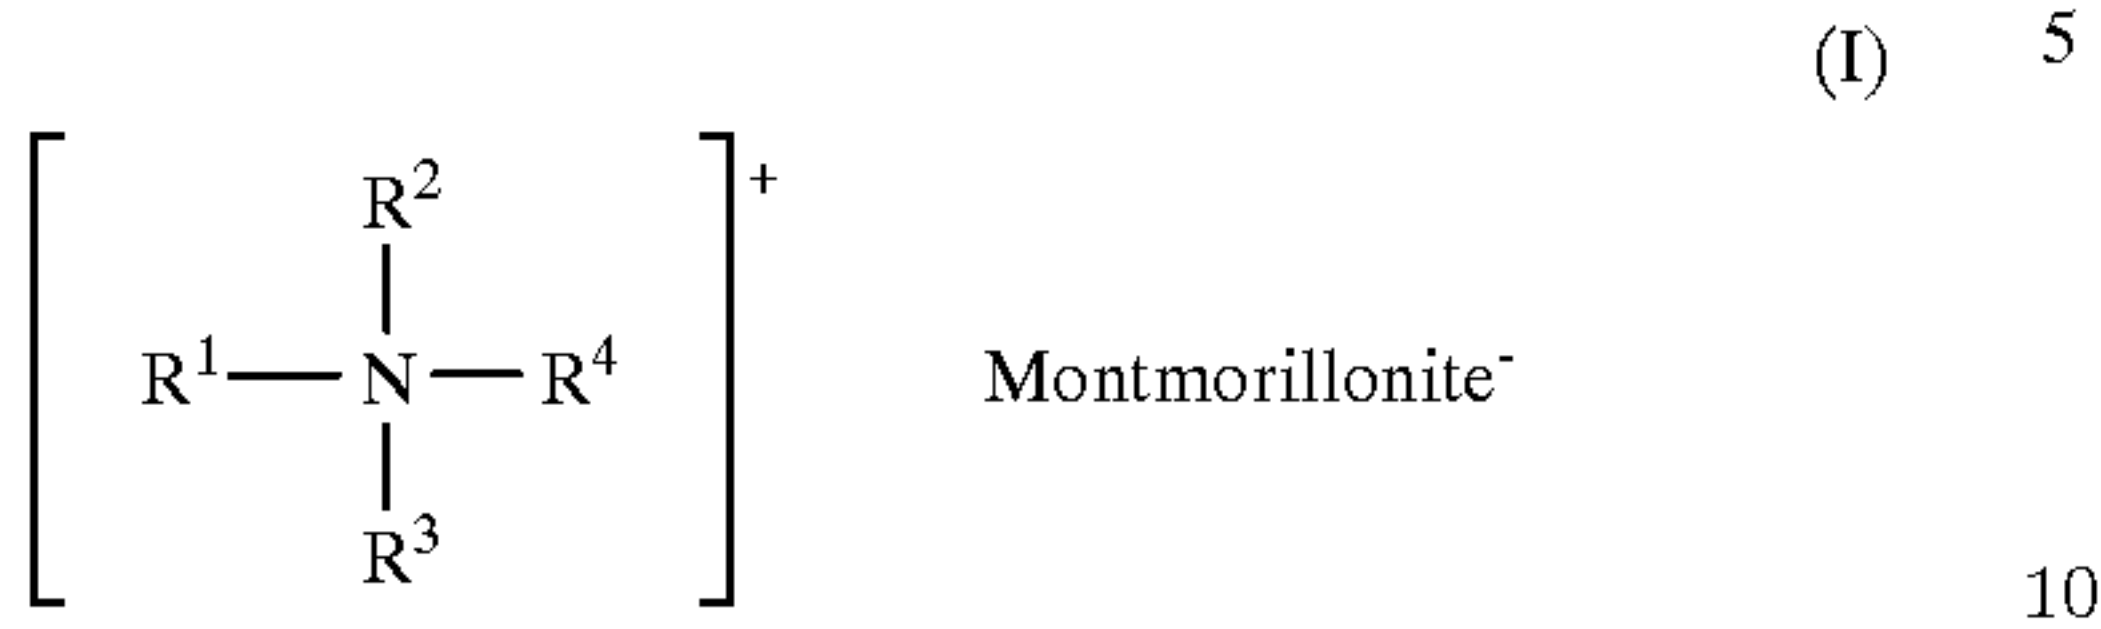 (I) 5
R²
R¹—N—R⁴
R³
+
Montmorillonite⁻
10